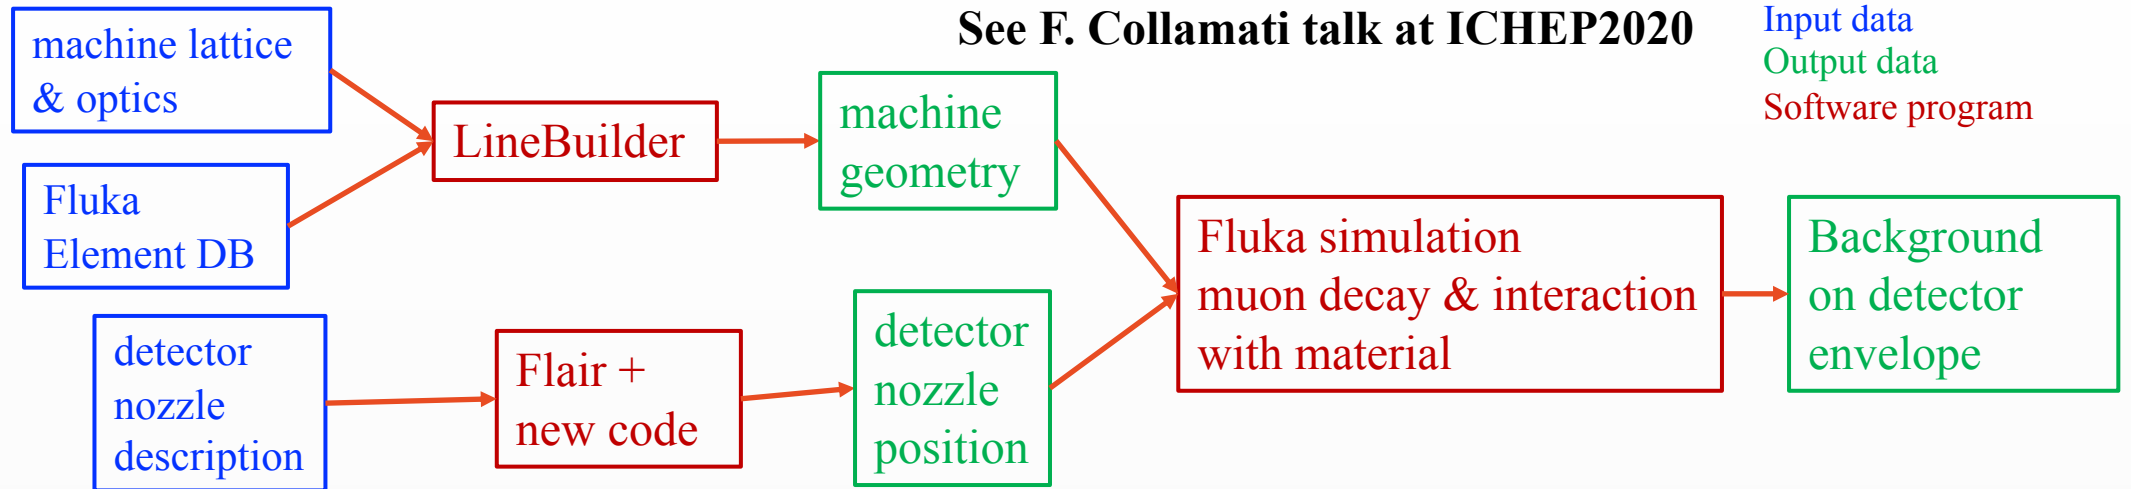 See F. Collamati talk at ICHEP2020
Input data
Output data
Software program
machine lattice
& optics
Fluka
Element DB
LineBuilder
machine
geometry
detector
nozzle
description
Flair +
new code
detector
nozzle
position
Fluka simulation
muon decay & interaction
with material
Background
on detector
envelope